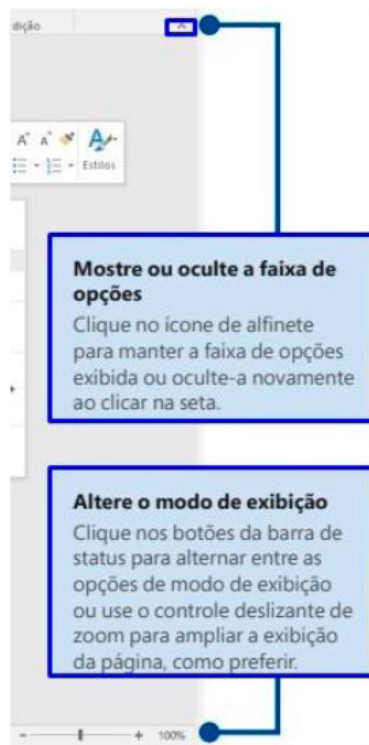 dição
A A
Estilos
Mostre ou oculte a faixa de
opções
Clique no ícone de alfinete
para manter a faixa de opções
exibida ou oculte-a novamente
ao clicar na seta.
Altere o modo de exibição
Clique nos botões da barra de
status para alternar entre as
opções de modo de exibição
ou use o controle deslizante de
zoom para ampliar a exibição
da página, como preferir.
- + 100%